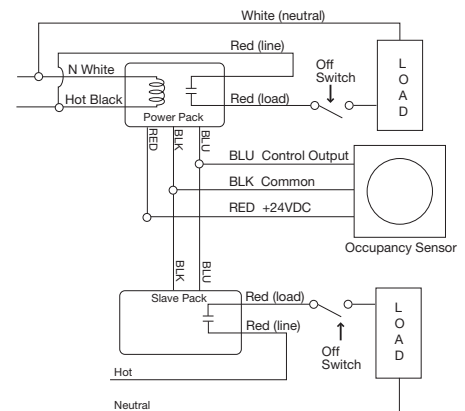 White (neutral)
Red (line)
Off
Switch
L
O
A
D
N White
Hot Black
Red (load)
Power Pack
RED
BLK
BLU
BLU Control Output
BLK Common
RED +24VDC
Occupancy Sensor
BLK
BLU
Slave Pack
Red (load)
Red (line)
L
O
A
D
Off
Switch
Hot
Neutral